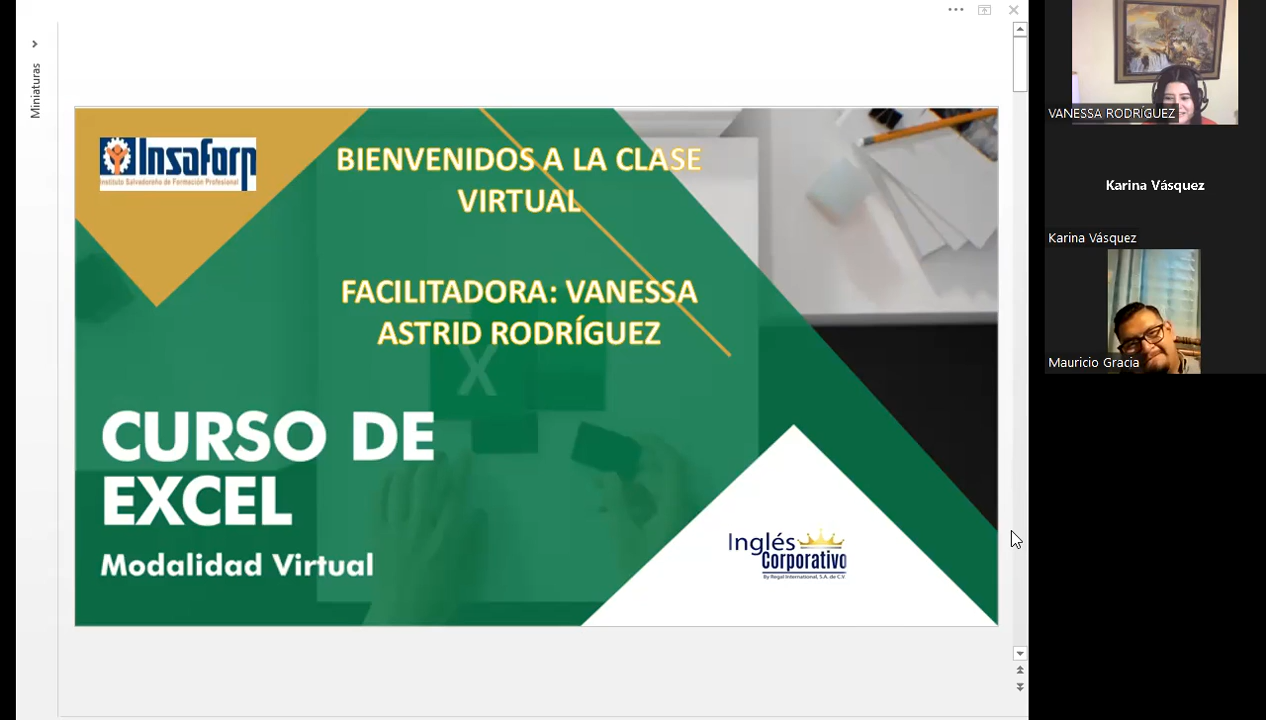 Miniaturas
Insaforp
Instituto Salvadoreño de Formación Profesional
BIENVENIDOS A LA CLASE
VIRTUAL
FACILITADORA: VANESSA
ASTRID RODRÍGUEZ
X
CURSO DE
EXCEL
Modalidad Virtual
Inglés
Corporativo
By Regal International, S.A. de C.V
VANESSA RODRÍGUEZ
Karina Vásquez
Karina Vásquez
Mauricio Gracia